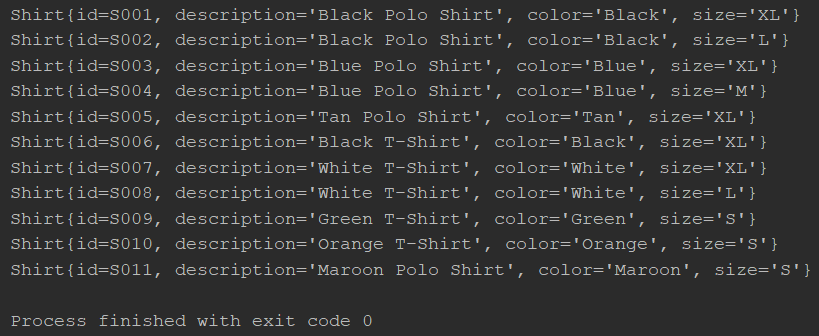 Shirt{id=S001, description='Black Polo Shirt', color='Black', size='XL'}
Shirt{id=S002, description='Black Polo Shirt', color='Black', size='L'}
Shirt{id=S003, description='Blue Polo Shirt', color='Blue', size='XL'}
Shirt{id=S004, description='Blue Polo Shirt', color='Blue', size='M'}
Shirt{id=S005, description='Tan Polo Shirt', color='Tan', size='XL'}
Shirt{id=S006, description='Black T-Shirt', color='Black', size='XL'}
Shirt{id=S007, description='White T-Shirt', color='White', size='XL'}
Shirt{id=S008, description='White T-Shirt', color='White', size='L'}
Shirt{id=S009, description='Green T-Shirt', color='Green', size='S'}
Shirt{id=S010, description='Orange T-Shirt', color='Orange', size='S'}
Shirt{id=S011, description='Maroon Polo Shirt', color='Maroon', size='S'}
Process finished with exit code 0